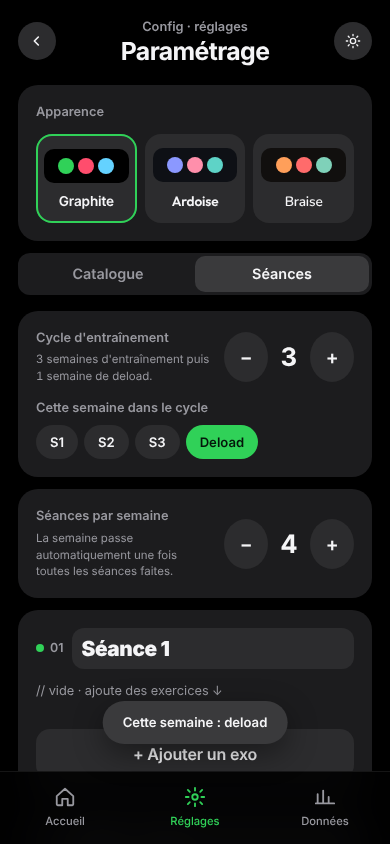 Config · réglages
Paramétrage
Apparence
Graphite
Ardoise
Braise
Catalogue
Séances
Cycle d'entraînement
3 semaines d'entraînement puis
1 semaine de deload.
− 3 +
Cette semaine dans le cycle
S1 S2 S3 Deload
Séances par semaine
La semaine passe
automatiquement une fois
toutes les séances faites.
− 4 +
01 Séance 1
// vide · ajoute des exercices ↓
Cette semaine : deload
+ Ajouter un exo
Accueil
Réglages
Données